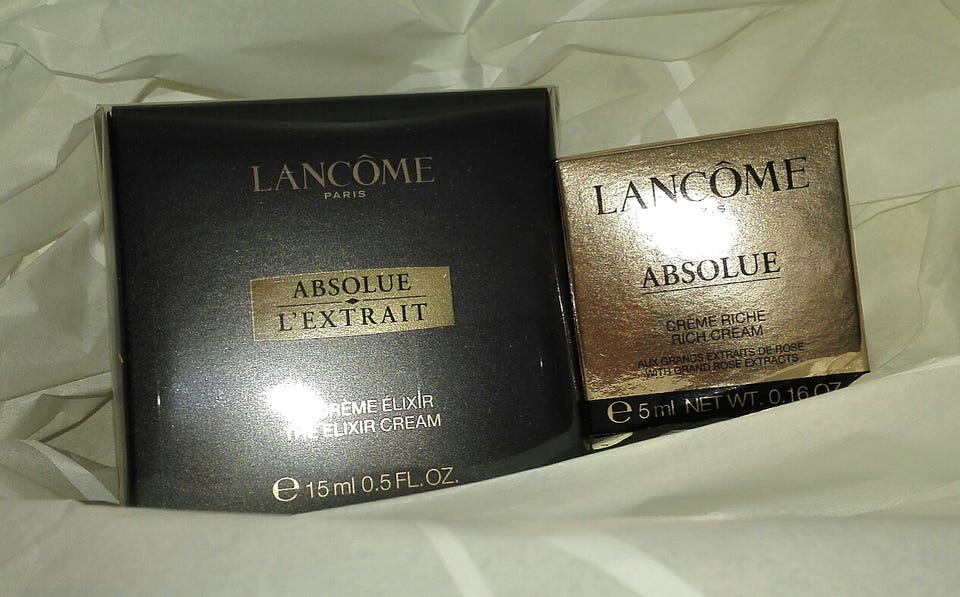 LANCÔME
PARIS
ABSOLUE
L'EXTRAIT
CRÈME ÉLIXIR
ELIXIR CREAM
e 15 ml 0.5 FL. OZ.
LANCÔME
ABSOLUE
CRÈME RICHE
RICH CREAM
AUX GRANDS EXTRAITS DE ROSE
WITH GRAND ROSE EXTRACTS
e 5 ml NET WT. 0.16 OZ